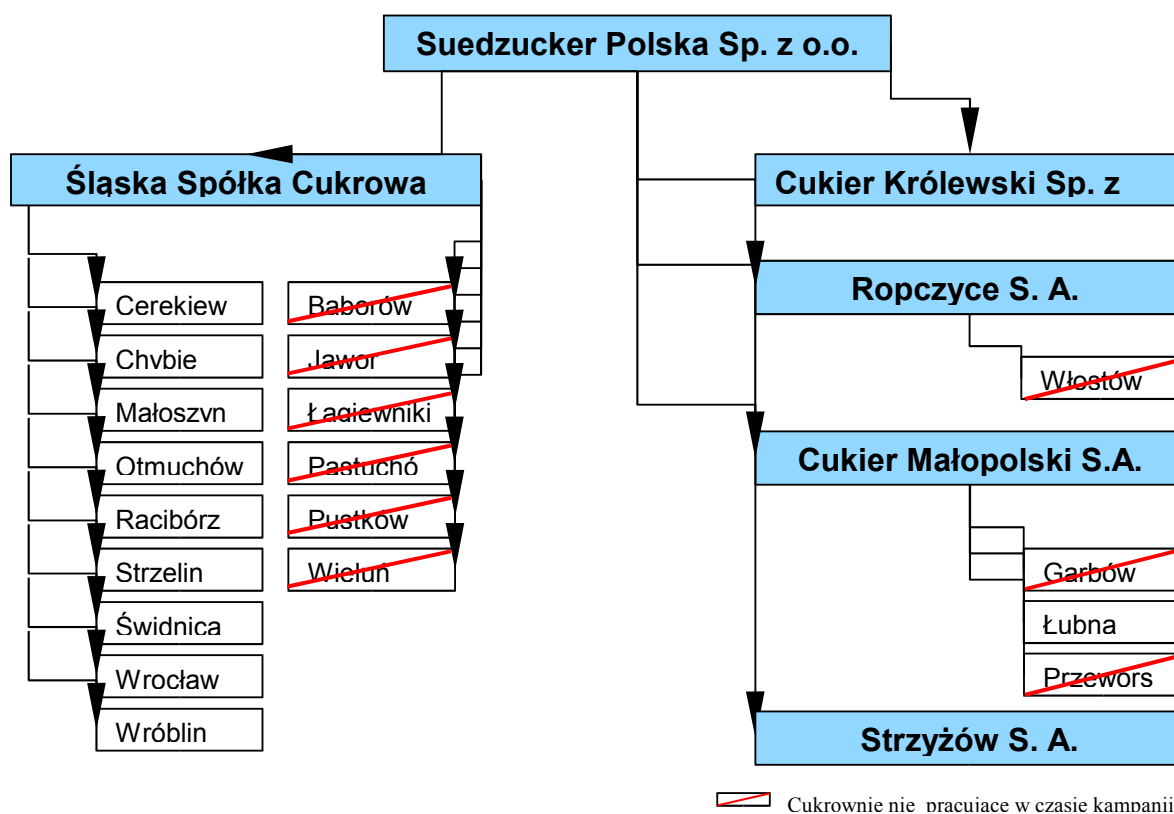 Suedzucker Polska Sp. z o.o.
Śląska Spółka Cukrowa
Cukier Królewski Sp. z
Cerekiew
Chybie
Małoszyn
Otmuchów
Racibórz
Strzelin
Świdnica
Wrocław
Wróblin
Baborów
Jawor
Łagiewniki
Pastuchó
Pustków
Wieluń
Ropczyce S. A.
Włostów
Cukier Małopolski S.A.
Garbów
Łubna
Przewors
Strzyżów S. A.
Cukrownie nie pracujące w czasie kampanii